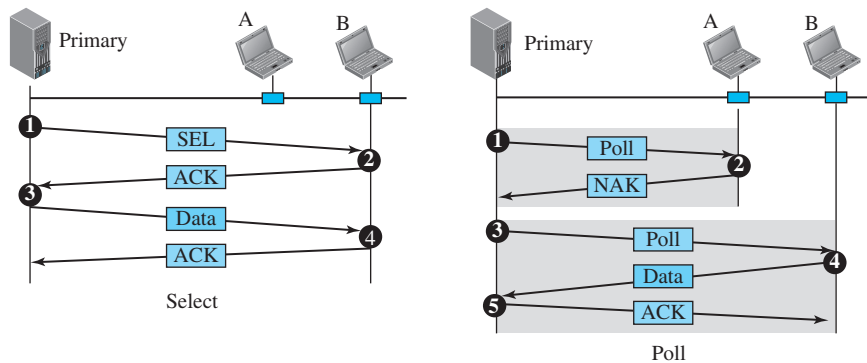 Primary
A
B
1
SEL
2
ACK
3
Data
4
ACK
Select
Primary
A
B
1
Poll
2
NAK
3
Poll
4
Data
5
ACK
Poll